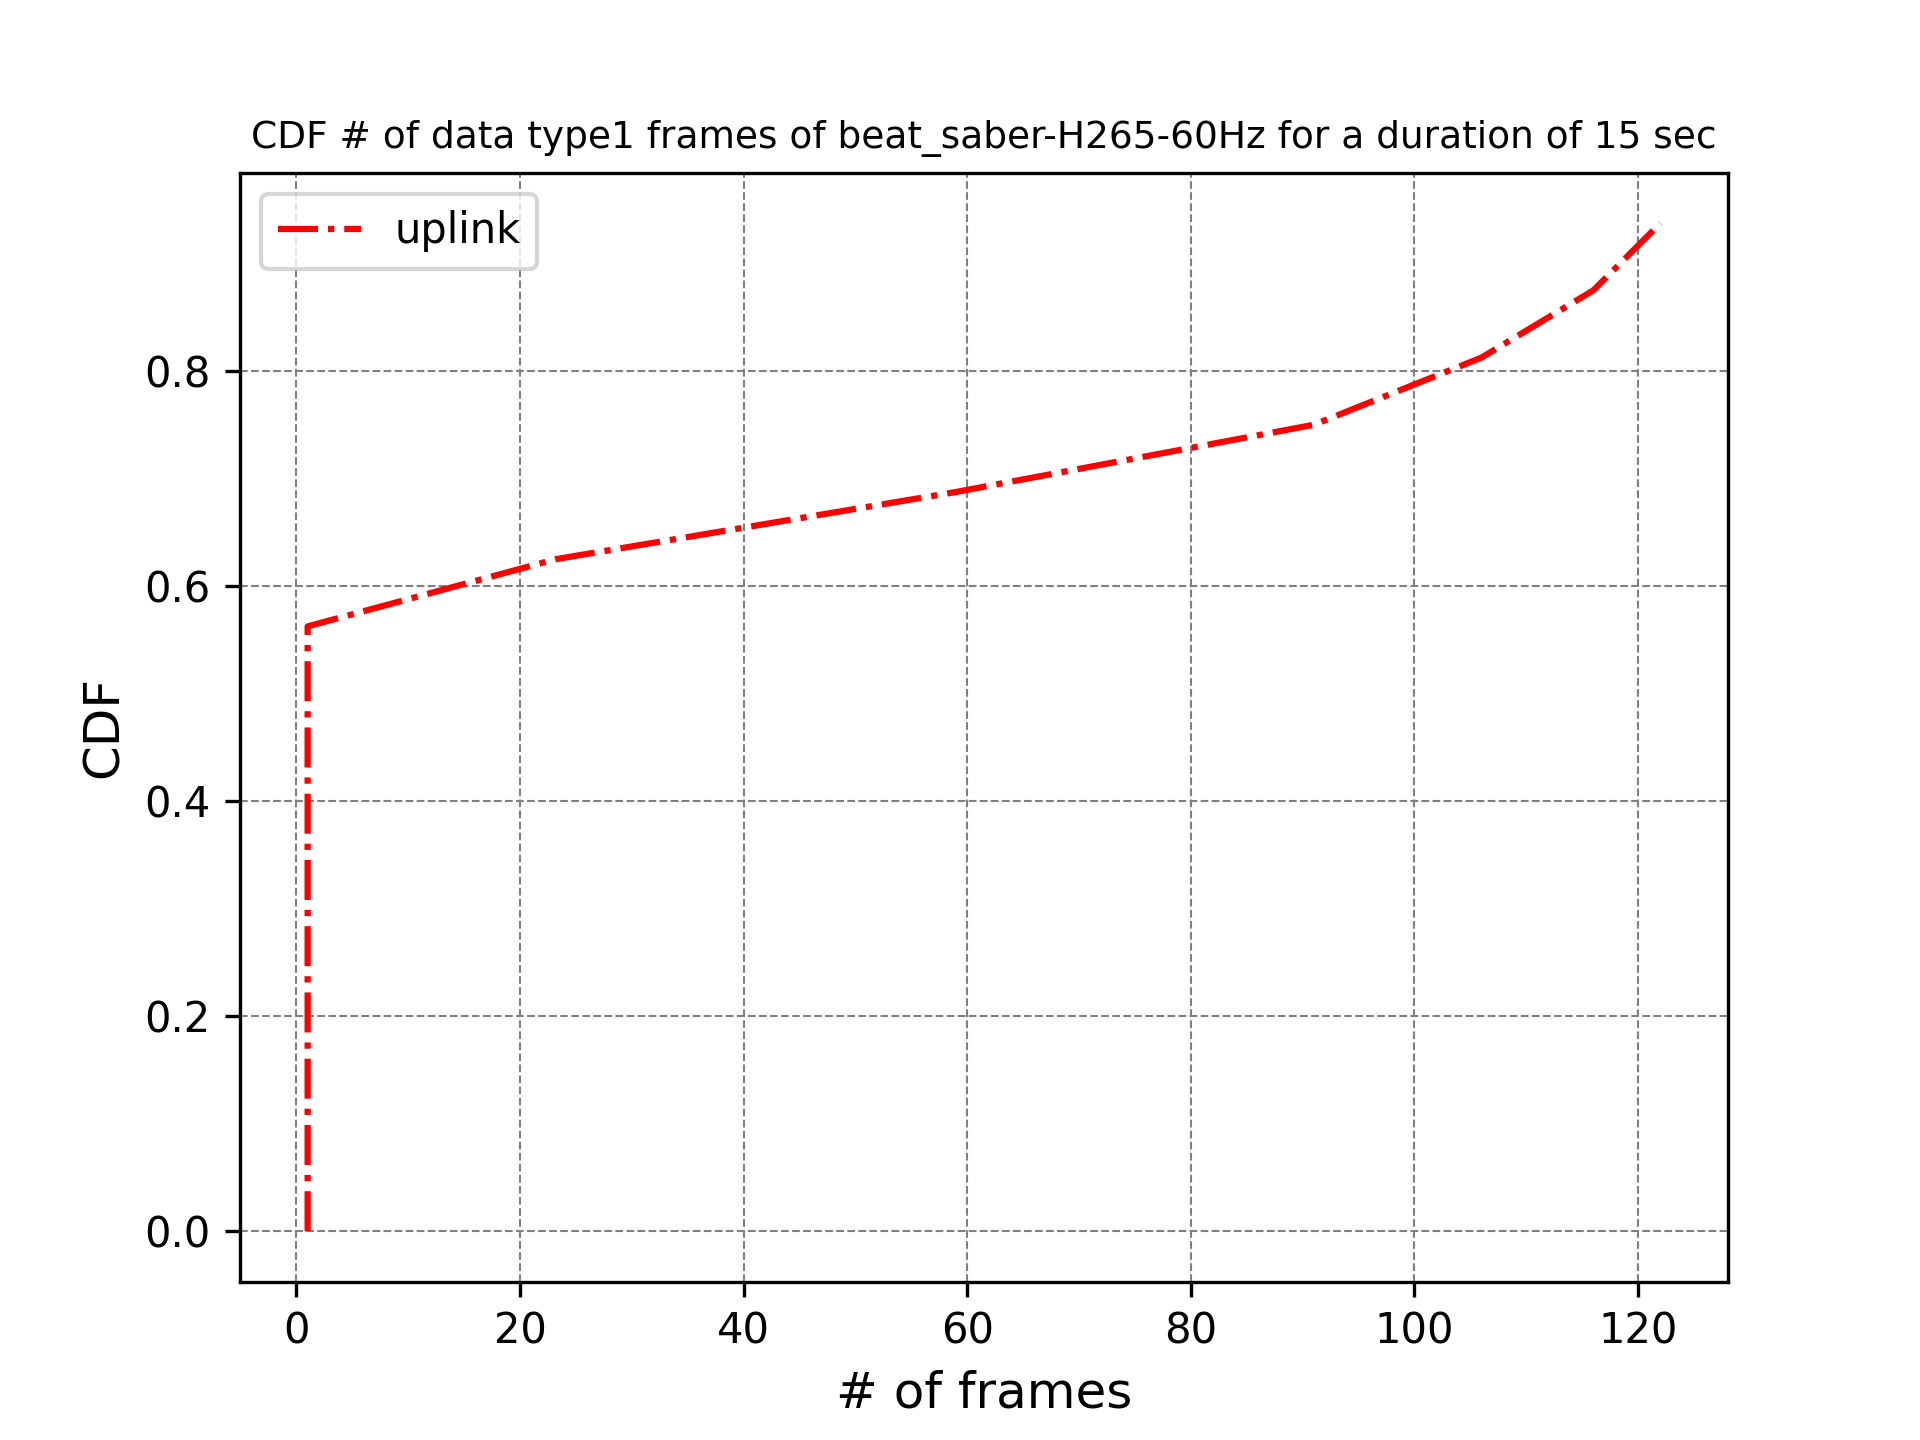 CDF # of data type1 frames of beat_saber-H265-60Hz for a duration of 15 sec
uplink
0.8
0.6
0.4
0.2
0.0
CDF
0 20 40 60 80 100 120
# of frames